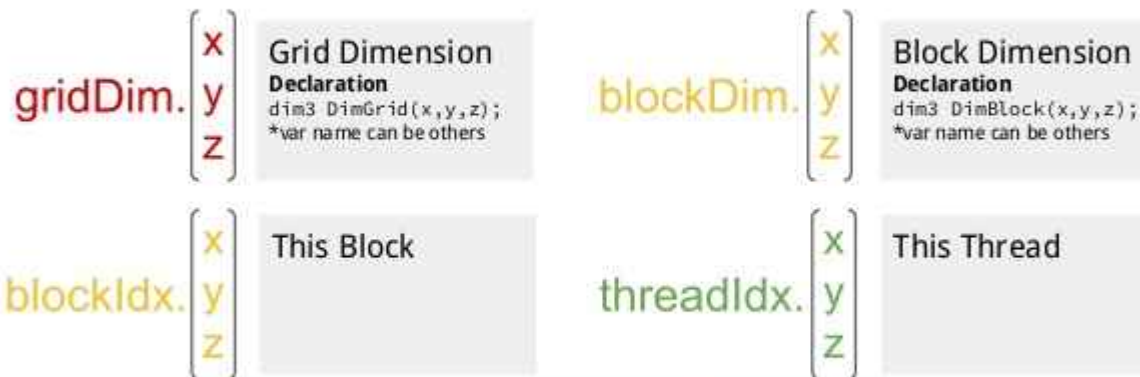 gridDim.
x
y
z
Grid Dimension
Declaration
dim3 DimGrid(x,y,z);
*var name can be others
blockDim.
x
y
z
Block Dimension
Declaration
dim3 DimBlock(x,y,z);
*var name can be others
blockIdx.
x
y
z
This Block
threadIdx.
x
y
z
This Thread